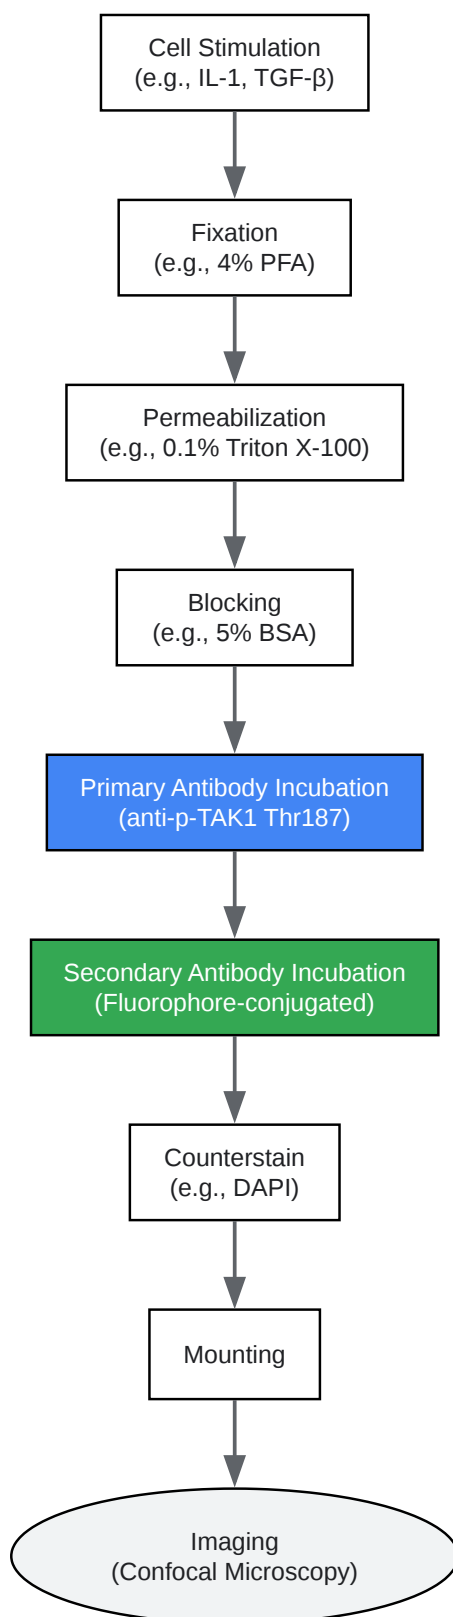 Cell Stimulation
(e.g., IL-1, TGF-β)
Fixation
(e.g., 4% PFA)
Permeabilization
(e.g., 0.1% Triton X-100)
Blocking
(e.g., 5% BSA)
Primary Antibody Incubation
(anti-p-TAK1 Thr187)
Secondary Antibody Incubation
(Fluorophore-conjugated)
Counterstain
(e.g., DAPI)
Mounting
Imaging
(Confocal Microscopy)